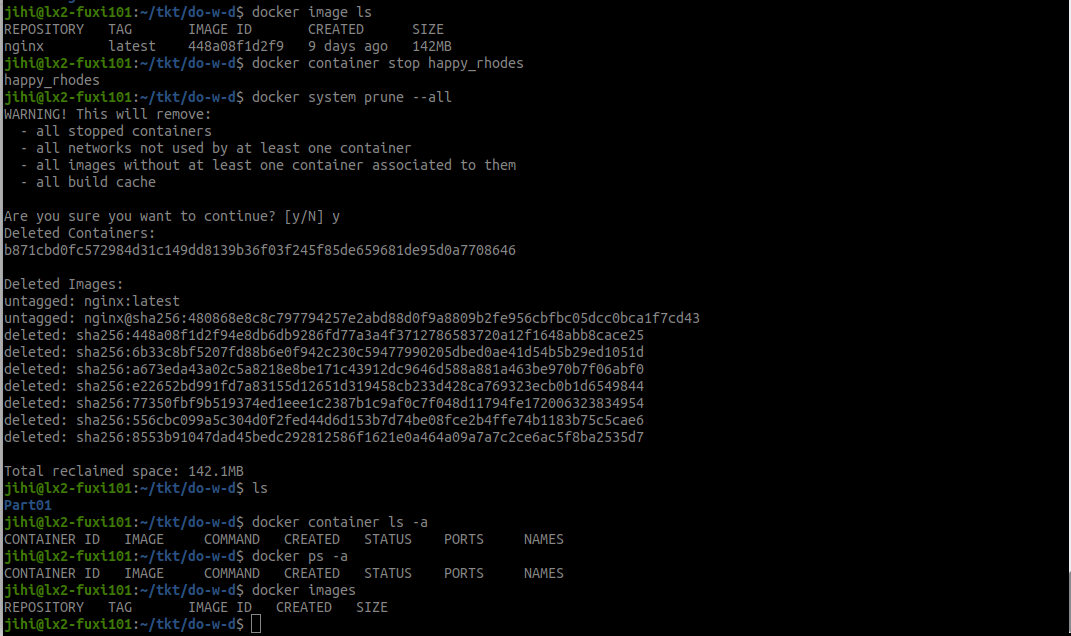 jihi@lx2-fuxi101:~/tkt/do-w-d$ docker image ls
REPOSITORY   TAG       IMAGE ID       CREATED      SIZE
nginx        latest    448a08f1d2f9   9 days ago   142MB
jihi@lx2-fuxi101:~/tkt/do-w-d$ docker container stop happy_rhodes
happy_rhodes
jihi@lx2-fuxi101:~/tkt/do-w-d$ docker system prune --all
WARNING! This will remove:
  - all stopped containers
  - all networks not used by at least one container
  - all images without at least one container associated to them
  - all build cache
Are you sure you want to continue? [y/N] y
Deleted Containers:
b871cbd0fc572984d31c149dd8139b36f03f245f85de659681de95d0a7708646
Deleted Images:
untagged: nginx:latest
untagged: nginx@sha256:480868e8c8c797794257e2abd88d0f9a8809b2fe956cbfbc05dcc0bca1f7cd43
deleted: sha256:448a08f1d2f94e8db6db9286fd77a3a4f3712786583720a12f1648abb8cace25
deleted: sha256:6b33c8bf5207fd88b6e0f942c230c59477990205dbed0ae41d54b5b29ed1051d
deleted: sha256:a673eda43a02c5a8218e8be171c43912dc9646d588a881a463be970b7f06abf0
deleted: sha256:e22652bd991fd7a83155d12651d319458cb233d428ca769323ecb0b1d6549844
deleted: sha256:77350fbf9b519374ed1eee1c2387b1c9af0c7f048d11794fe172006323834954
deleted: sha256:556cbc099a5c304d0f2fed44d6d153b7d74be08fce2b4ffe74b1183b75c5cae6
deleted: sha256:8553b91047dad45bedc292812586f1621e0a464a09a7a7c2ce6ac5f8ba2535d7
Total reclaimed space: 142.1MB
jihi@lx2-fuxi101:~/tkt/do-w-d$ ls
Part01
jihi@lx2-fuxi101:~/tkt/do-w-d$ docker container ls -a
CONTAINER ID   IMAGE     COMMAND   CREATED   STATUS    PORTS     NAMES
jihi@lx2-fuxi101:~/tkt/do-w-d$ docker ps -a
CONTAINER ID   IMAGE     COMMAND   CREATED   STATUS    PORTS     NAMES
jihi@lx2-fuxi101:~/tkt/do-w-d$ docker images
REPOSITORY   TAG       IMAGE ID   CREATED   SIZE
jihi@lx2-fuxi101:~/tkt/do-w-d$